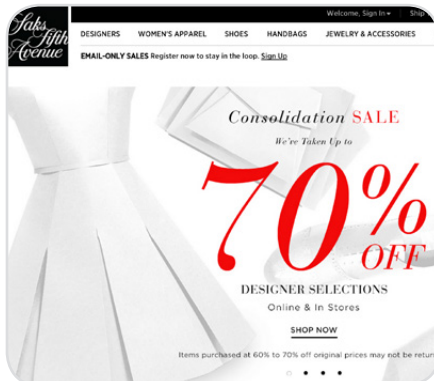 Saks
Fifth
Avenue
Welcome, Sign In
Ship
DESIGNERS WOMEN'S APPAREL SHOES HANDBAGS JEWELRY & ACCESSORIES
EMAIL-ONLY SALES Register now to stay in the loop. Sign Up
Consolidation SALE
We're Taken Up to
70%
OFF
DESIGNER SELECTIONS
Online & In Stores
SHOP NOW
Items purchased at 60% to 70% off original prices may not be